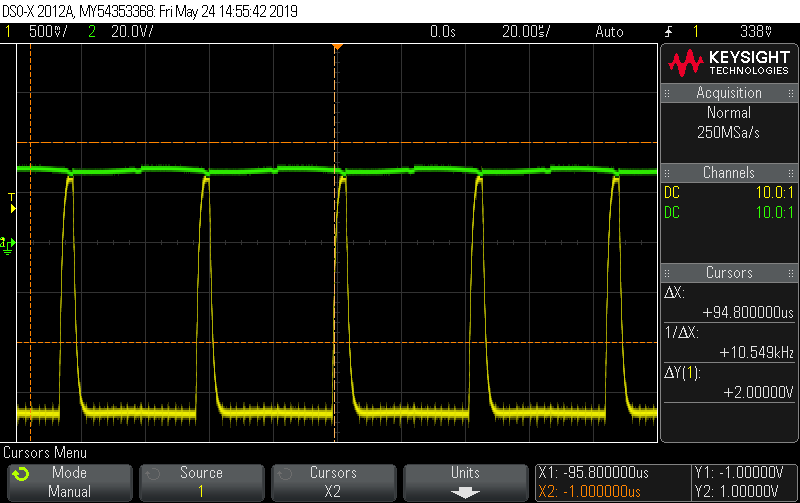 DSO-X 2012A, MY54353368: Fri May 24 14:55:42 2019
1 500mV/ 2 20.0V/ 0.0s 20.00us/ Auto 1 338mV
KEYSIGHT
TECHNOLOGIES
Acquisition
Normal
250MSa/s
Channels
DC 10.0:1
DC 10.0:1
Cursors
ΔX:
+94.800000us
1/ΔX:
+10.549kHz
ΔY(1):
+2.00000V
T
2
Cursors Menu
Mode
Manual
Source
1
Cursors
X2
Units
X1: -95.800000us
X2: -1.000000us
Y1: -1.00000V
Y2: 1.00000V